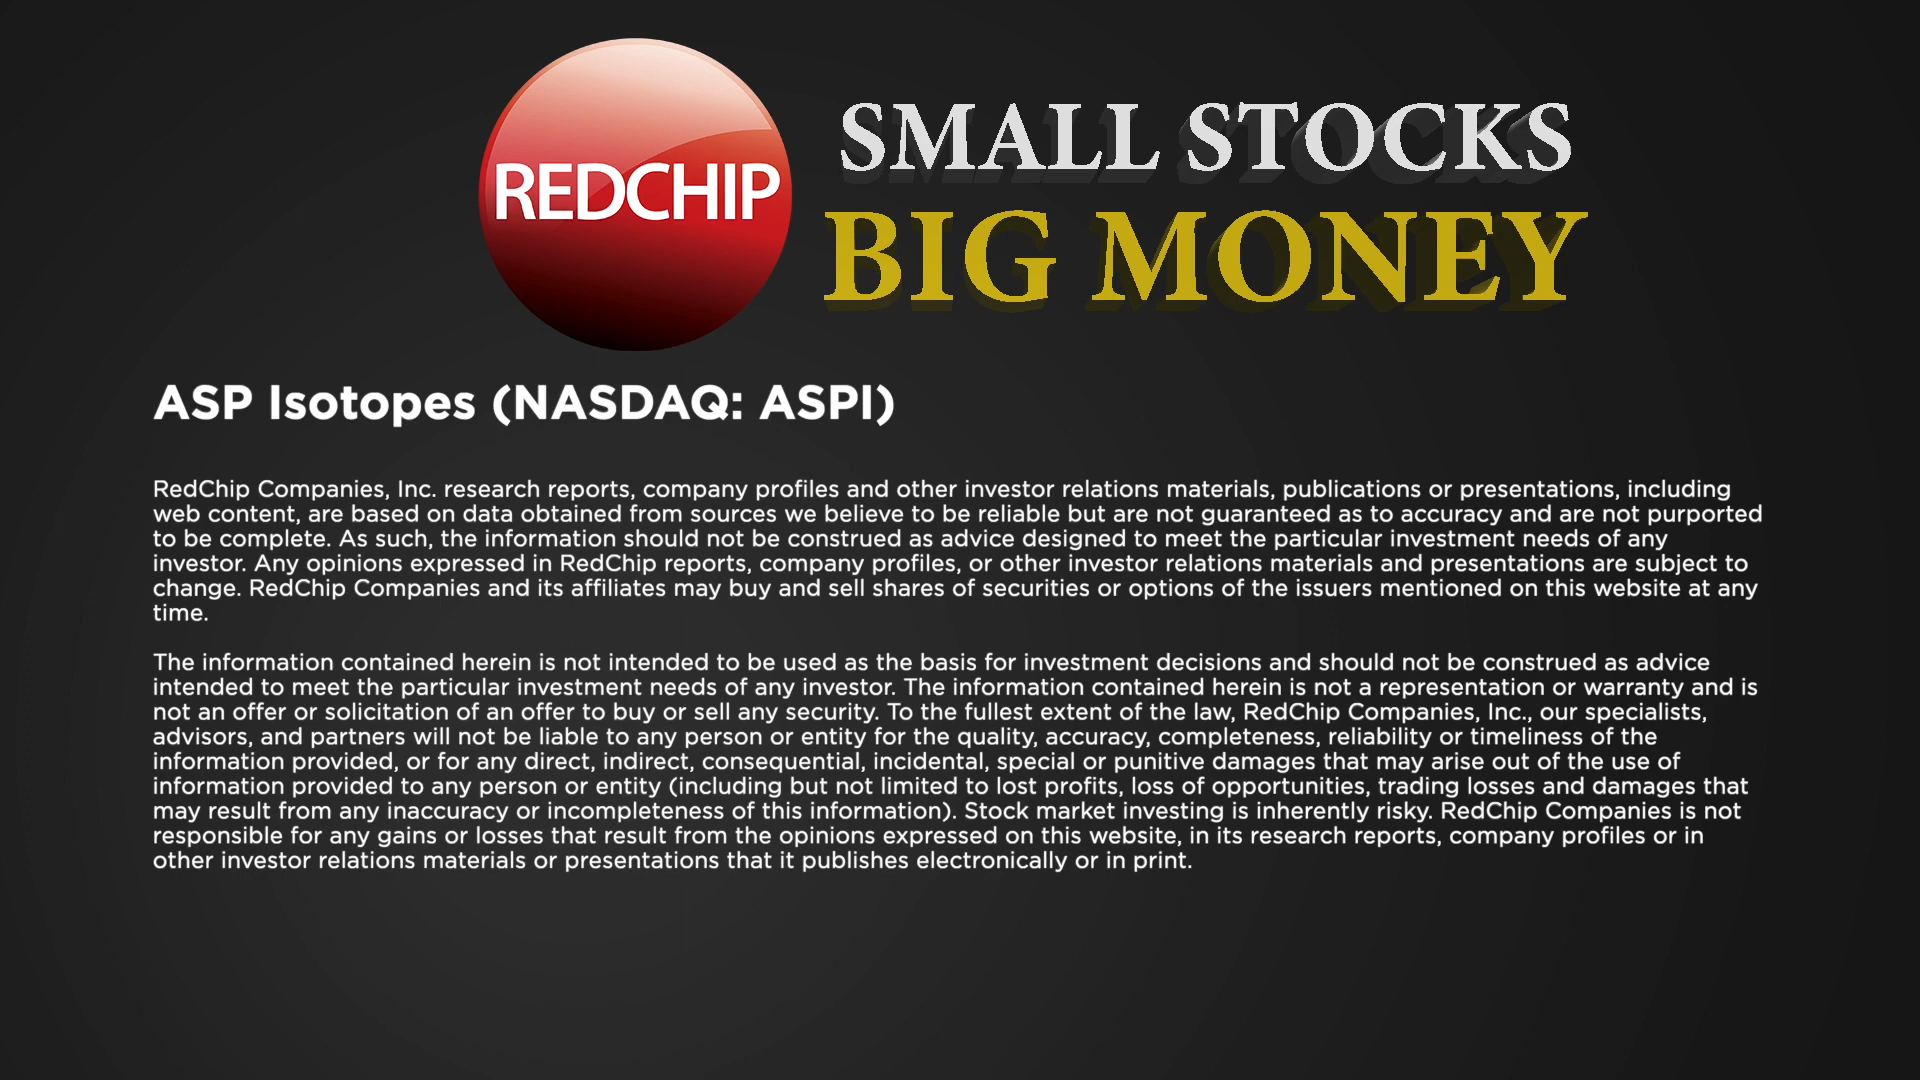 REDCHIP
SMALL STOCKS
BIG MONEY
ASP Isotopes (NASDAQ: ASPI)
RedChip Companies, Inc. research reports, company profiles and other investor relations materials, publications or presentations, including
web content, are based on data obtained from sources we believe to be reliable but are not guaranteed as to accuracy and are not purported
to be complete. As such, the information should not be construed as advice designed to meet the particular investment needs of any
investor. Any opinions expressed in RedChip reports, company profiles, or other investor relations materials and presentations are subject to
change. RedChip Companies and its affiliates may buy and sell shares of securities or options of the issuers mentioned on this website at any
time.
The information contained herein is not intended to be used as the basis for investment decisions and should not be construed as advice
intended to meet the particular investment needs of any investor. The information contained herein is not a representation or warranty and is
not an offer or solicitation of an offer to buy or sell any security. To the fullest extent of the law, RedChip Companies, Inc., our specialists,
advisors, and partners will not be liable to any person or entity for the quality, accuracy, completeness, reliability or timeliness of the
information provided, or for any direct, indirect, consequential, incidental, special or punitive damages that may arise out of the use of
information provided to any person or entity (including but not limited to lost profits, loss of opportunities, trading losses and damages that
may result from any inaccuracy or incompleteness of this information). Stock market investing is inherently risky. RedChip Companies is not
responsible for any gains or losses that result from the opinions expressed on this website, in its research reports, company profiles or in
other investor relations materials or presentations that it publishes electronically or in print.